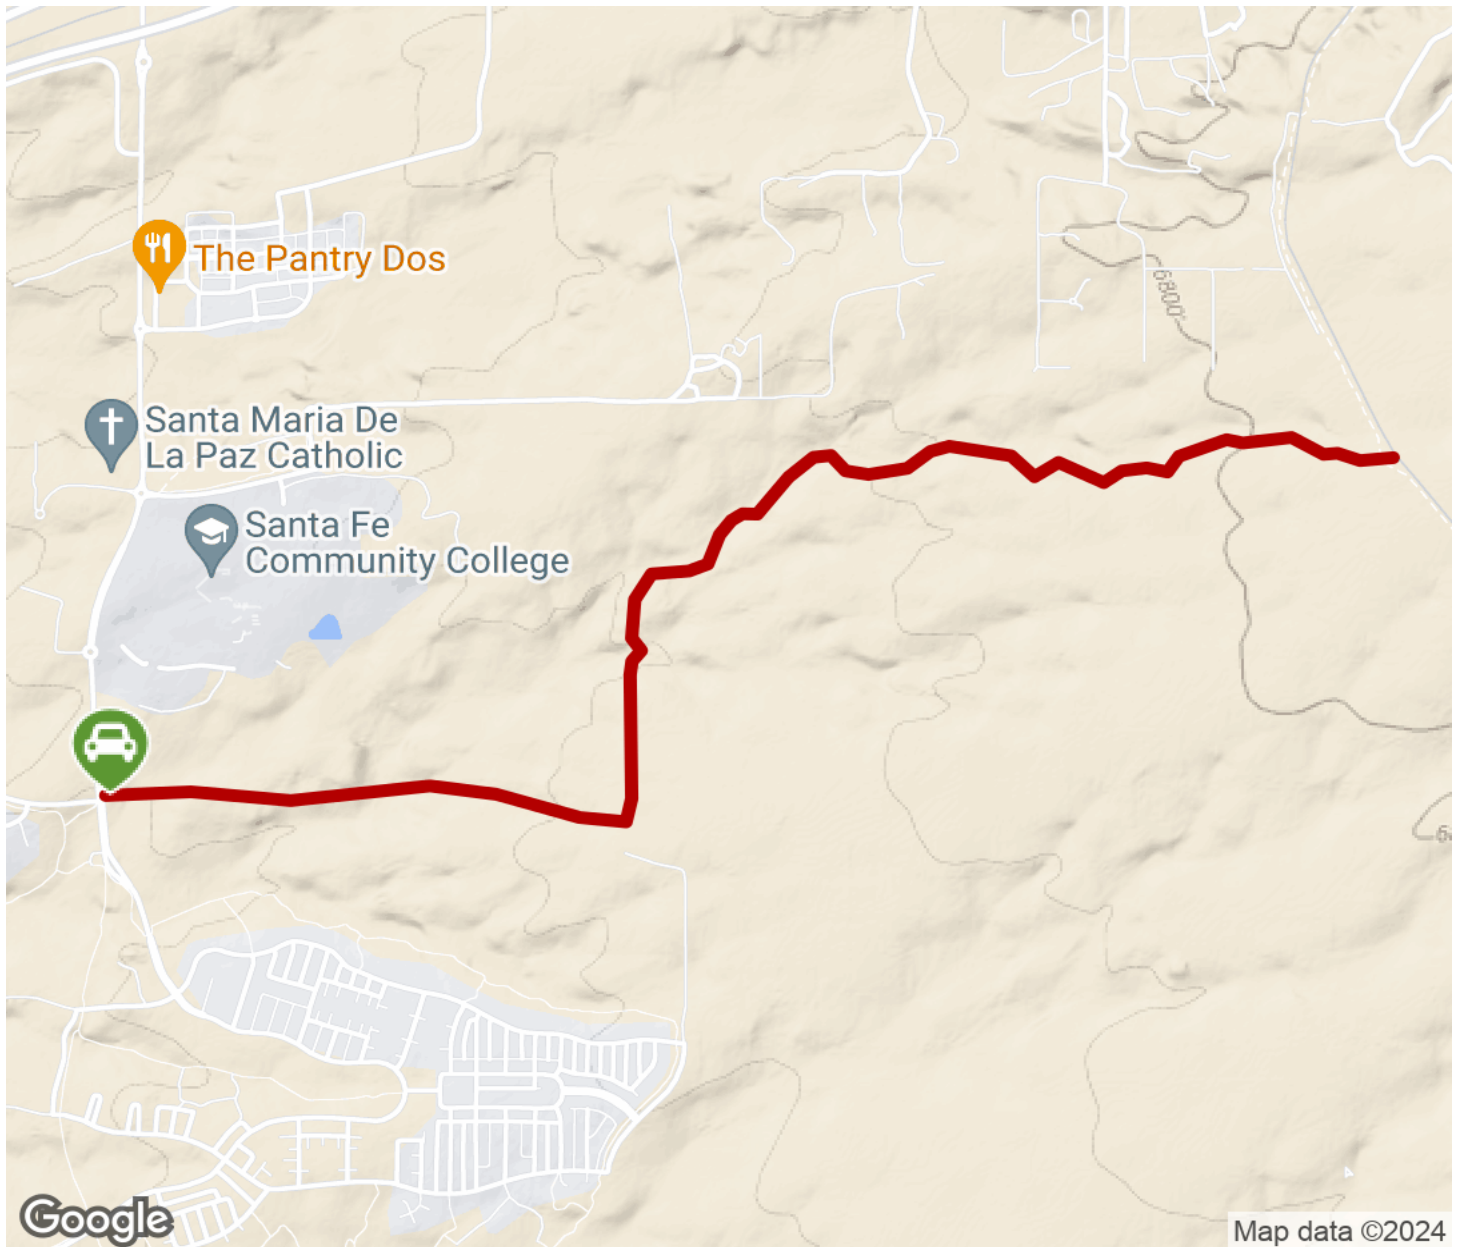 The Pantry Dos
6800'
Santa Maria De
La Paz Catholic
Santa Fe
Community College
Google
Map data ©2024